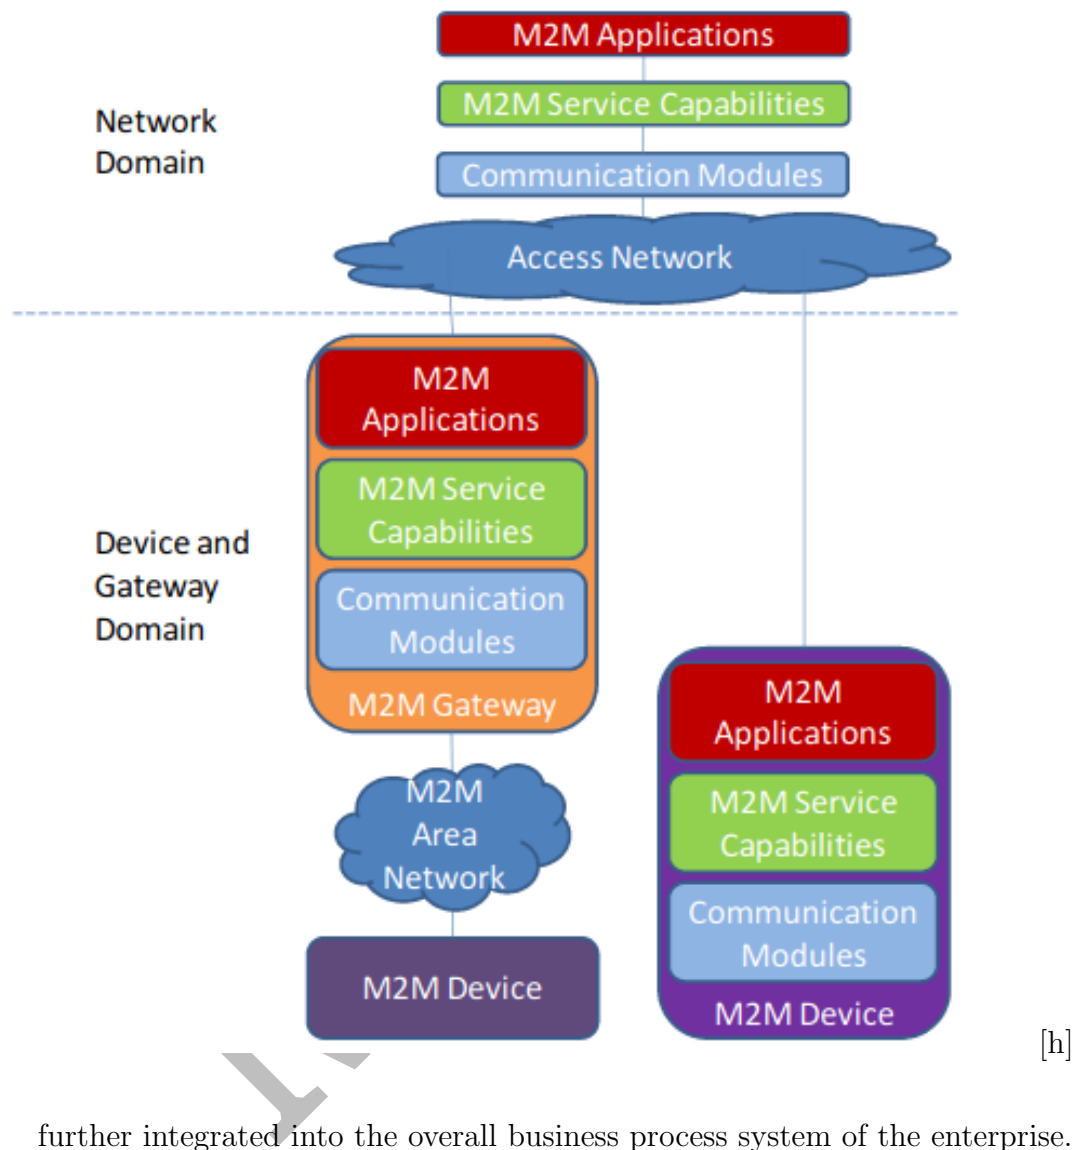 M2M Applications
M2M Service Capabilities
Communication Modules
Network
Domain
Access Network
M2M
Applications
M2M Service
Capabilities
Communication
Modules
M2M Gateway
Device and
Gateway
Domain
M2M
Area
Network
M2M Device
M2M
Applications
M2M Service
Capabilities
Communication
Modules
M2M Device
[h]
further integrated into the overall business process system of the enterprise.